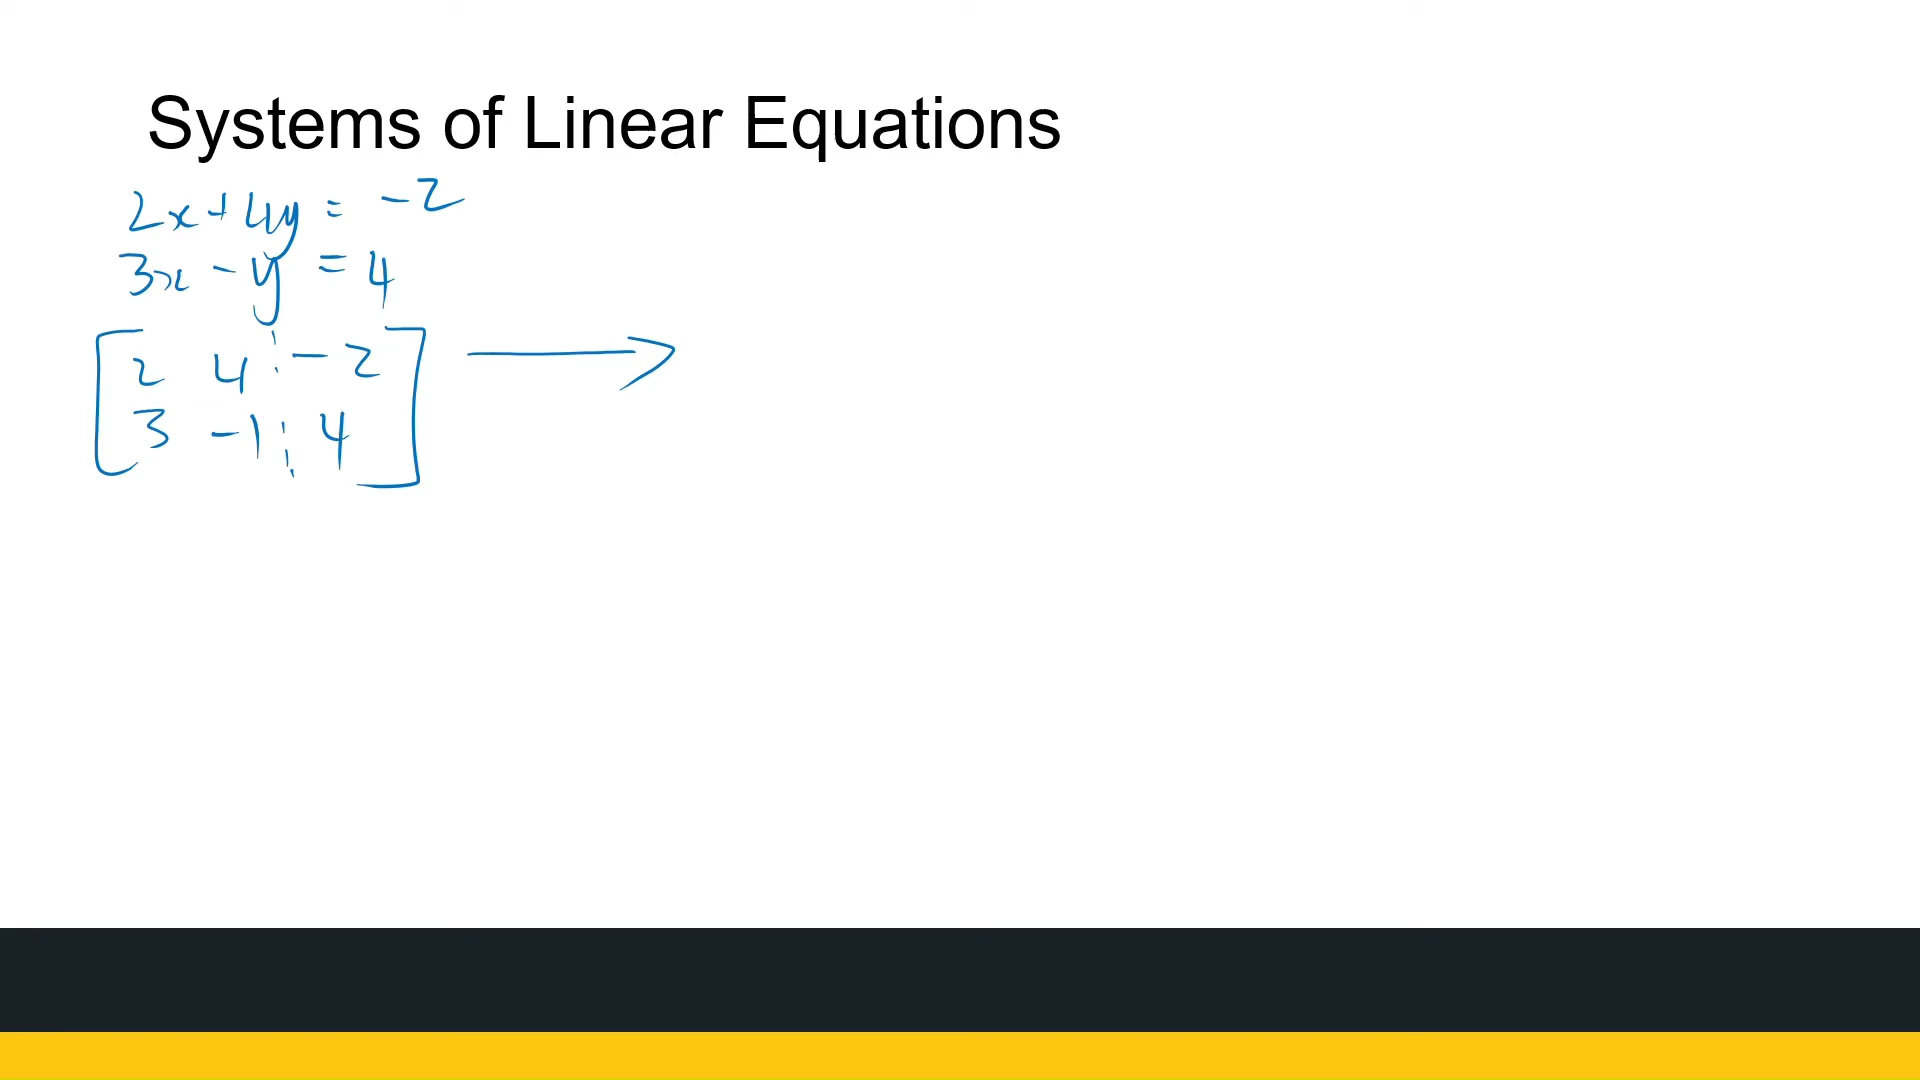 Systems of Linear Equations
2x + 4y = -2
3x - y = 4
[2 4 ⋮ -2
3 -1 ⋮ 4] →